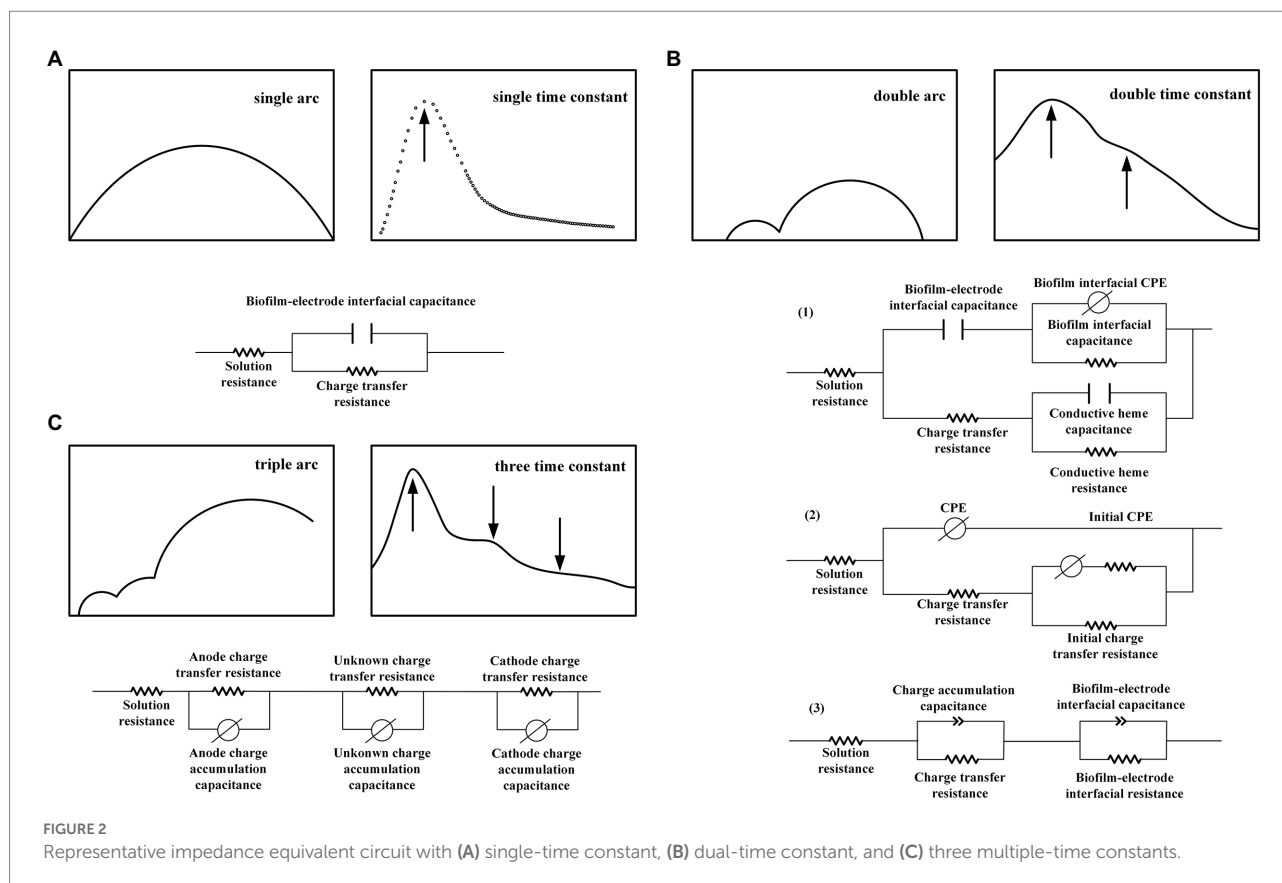 A
single arc
single time constant
Biofilm-electrode interfacial capacitance
Solution
resistance
Charge transfer
resistance
B
double arc
double time constant
(1)
Biofilm-electrode
interfacial capacitance
Biofilm interfacial CPE
Biofilm interfacial
capacitance
Solution
resistance
Charge transfer
resistance
Conductive heme
capacitance
Conductive heme
resistance
(2)
CPE
Initial CPE
Solution
resistance
Charge transfer
resistance
Initial charge
transfer resistance
(3)
Charge accumulation
capacitance
Biofilm-electrode
interfacial capacitance
Solution
resistance
Charge transfer
resistance
Biofilm-electrode
interfacial resistance
C
triple arc
three time constant
Anode charge
transfer resistance
Unknown charge
transfer resistance
Cathode charge
transfer resistance
Solution
resistance
Anode charge
accumulation
capacitance
Unkonwn charge
accumulation
capacitance
Cathode charge
accumulation
capacitance
FIGURE 2
Representative impedance equivalent circuit with (A) single-time constant, (B) dual-time constant, and (C) three multiple-time constants.